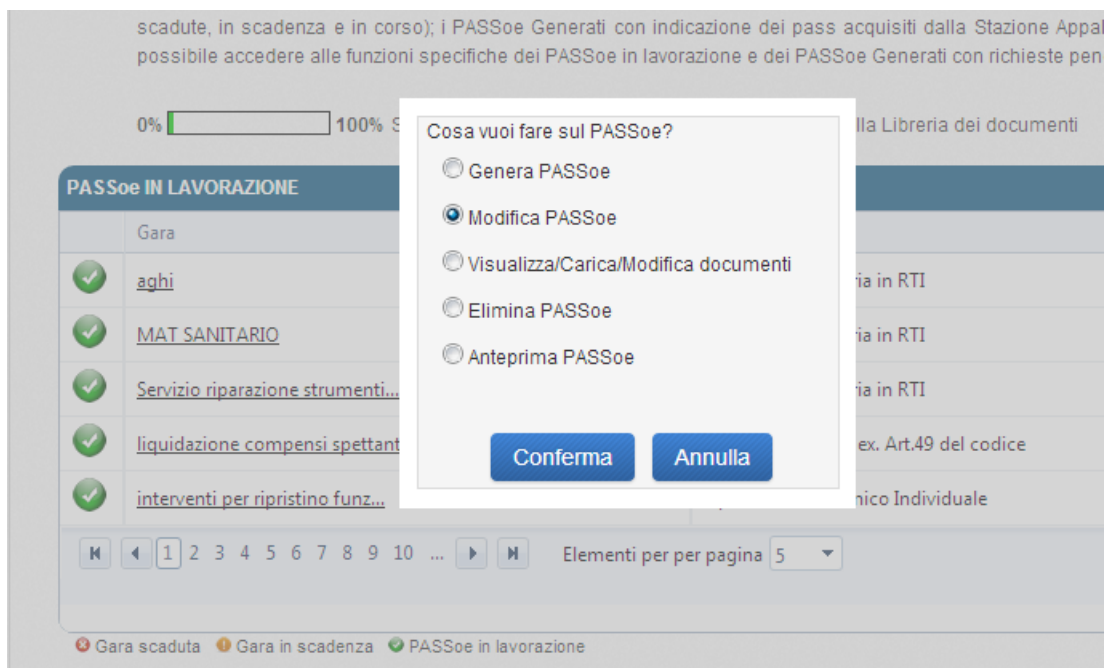 scadute, in scadenza e in corso); i PASSoe Generati con indicazione dei pass acquisiti dalla Stazione
possibile accedere alle funzioni specifiche dei PASSoe in lavorazione e dei PASSoe Generati con richieste
0% 100% lla Libreria dei documenti
Cosa vuoi fare sul PASSoe?
Genera PASSoe
Modifica PASSoe
Visualizza/Carica/Modifica documenti
Elimina PASSoe
Anteprima PASSoe
Conferma Annulla
PASSoe IN LAVORAZIONE
Gara
aghi ria in RTI
MAT SANITARIO ria in RTI
Servizio riparazione strumenti... ria in RTI
liquidazione compensi spettant ex. Art.49 del codice
interventi per ripristino funz... nico Individuale
1 2 3 4 5 6 7 8 9 10 ... Elementi per per pagina 5
Gara scaduta Gara in scadenza PASSoe in lavorazione